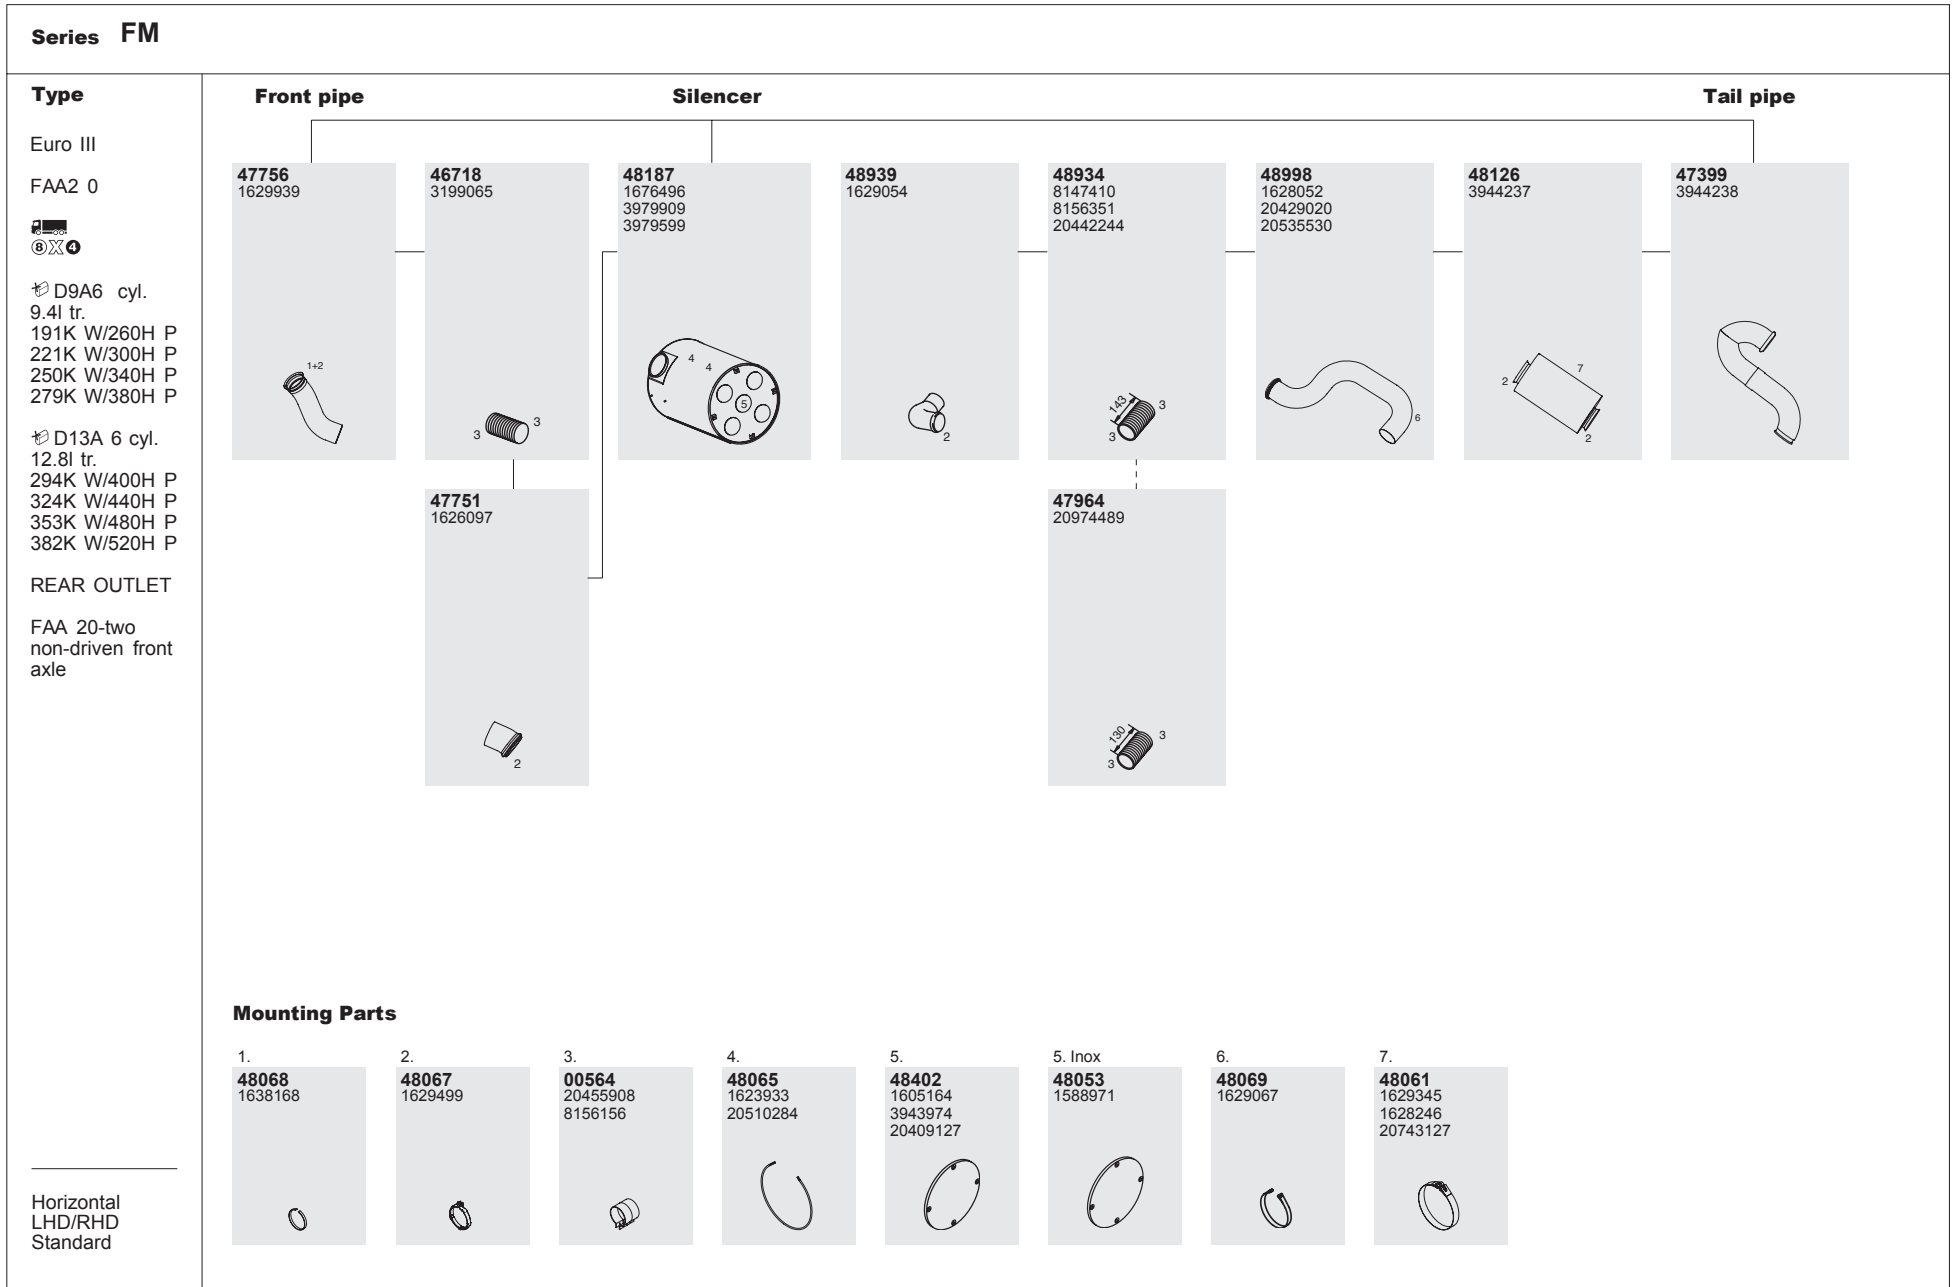 Series FM
Type
Euro III
FAA2 0
8X4
D9A6 cyl.
9.4l tr.
191K W/260H P
221K W/300H P
250K W/340H P
279K W/380H P
D13A 6 cyl.
12.8l tr.
294K W/400H P
324K W/440H P
353K W/480H P
382K W/520H P
REAR OUTLET
FAA 20-two
non-driven front
axle
Horizontal
LHD/RHD
Standard
Front pipe
Silencer
Tail pipe
47756
1629939
1+2
46718
3199065
3
3
48187
1676496
3979909
3979599
4
4
5
48939
1629054
2
48934
8147410
8156351
20442244
143
3
3
48998
1628052
20429020
20535530
6
48126
3944237
7
2
2
47399
3944238
47751
1626097
2
47964
20974489
130
3
3
Mounting Parts
1.
48068
1638168
2.
48067
1629499
3.
00564
20455908
8156156
4.
48065
1623933
20510284
5.
48402
1605164
3943974
20409127
5. Inox
48053
1588971
6.
48069
1629067
7.
48061
1629345
1628246
20743127